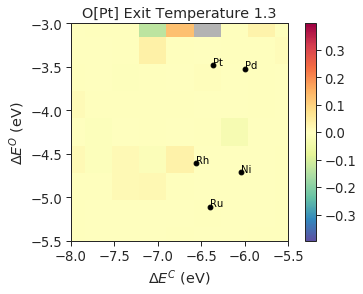 O[Pt] Exit Temperature 1.3
−3.0
−3.5
−4.0
−4.5
−5.0
−5.5
ΔE^O (eV)
Pt
Pd
Rh
Ni
Ru
−8.0 −7.5 −7.0 −6.5 −6.0 −5.5
ΔE^C (eV)
0.3
0.2
0.1
0.0
−0.1
−0.2
−0.3